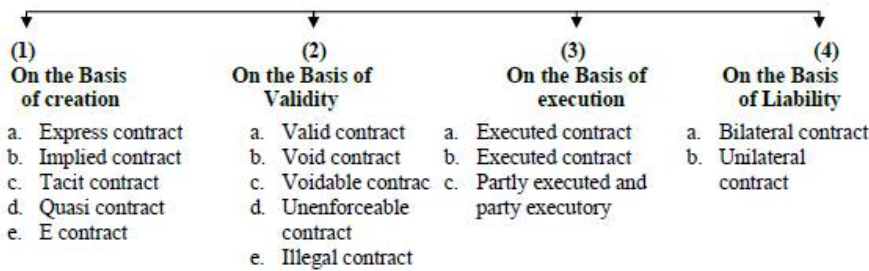 (1)
On the Basis
of creation
a. Express contract
b. Implied contract
c. Tacit contract
d. Quasi contract
e. E contract
(2)
On the Basis of
Validity
a. Valid contract
b. Void contract
c. Voidable contrac
d. Unenforceable
contract
e. Illegal contract
(3)
On the Basis of
execution
a. Executed contract
b. Executed contract
c. Partly executed and
party executory
(4)
On the Basis
of Liability
a. Bilateral contract
b. Unilateral
contract